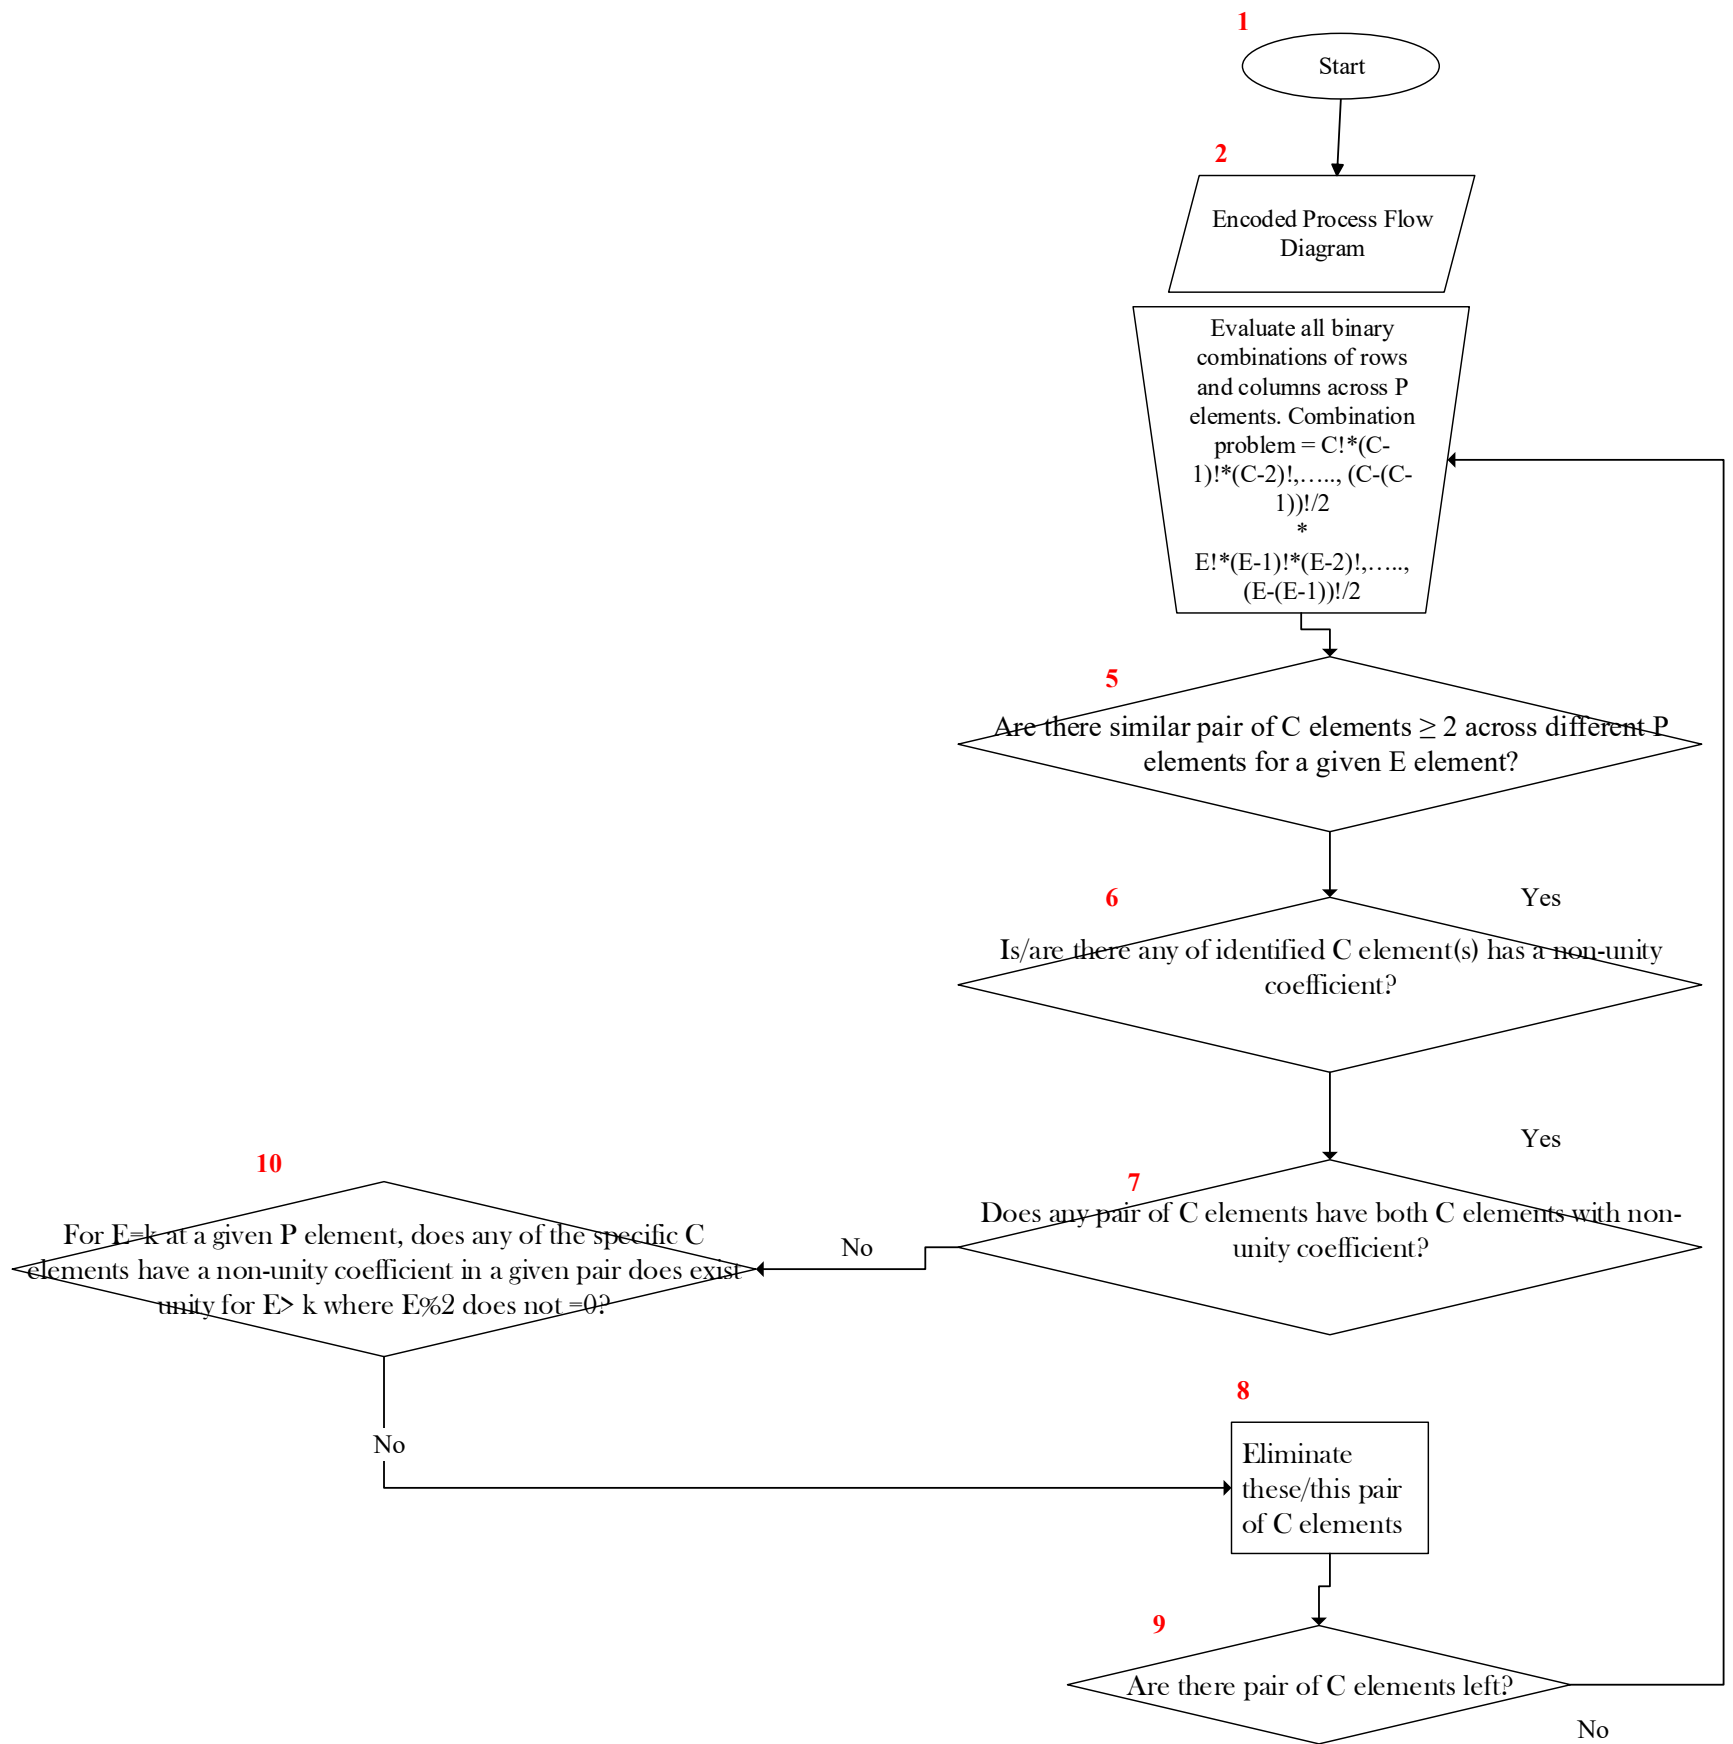 1
Start
2
Encoded Process Flow
Diagram
Evaluate all binary
combinations of rows
and columns across P
elements. Combination
problem = C!*(C-
1)!*(C-2)!,….., (C-(C-
1))!/2
*
E!*(E-1)!*(E-2)!,…..,
(E-(E-1))!/2
5
Are there similar pair of C elements ≥ 2 across different P
elements for a given E element?
6
Yes
Is/are there any of identified C element(s) has a non-unity
coefficient?
Yes
7
Does any pair of C elements have both C elements with non-
unity coefficient?
No
10
For E=k at a given P element, does any of the specific C
elements have a non-unity coefficient in a given pair does exist
unity for E> k where E%2 does not =0?
No
8
Eliminate
these/this pair
of C elements
9
Are there pair of C elements left?
No